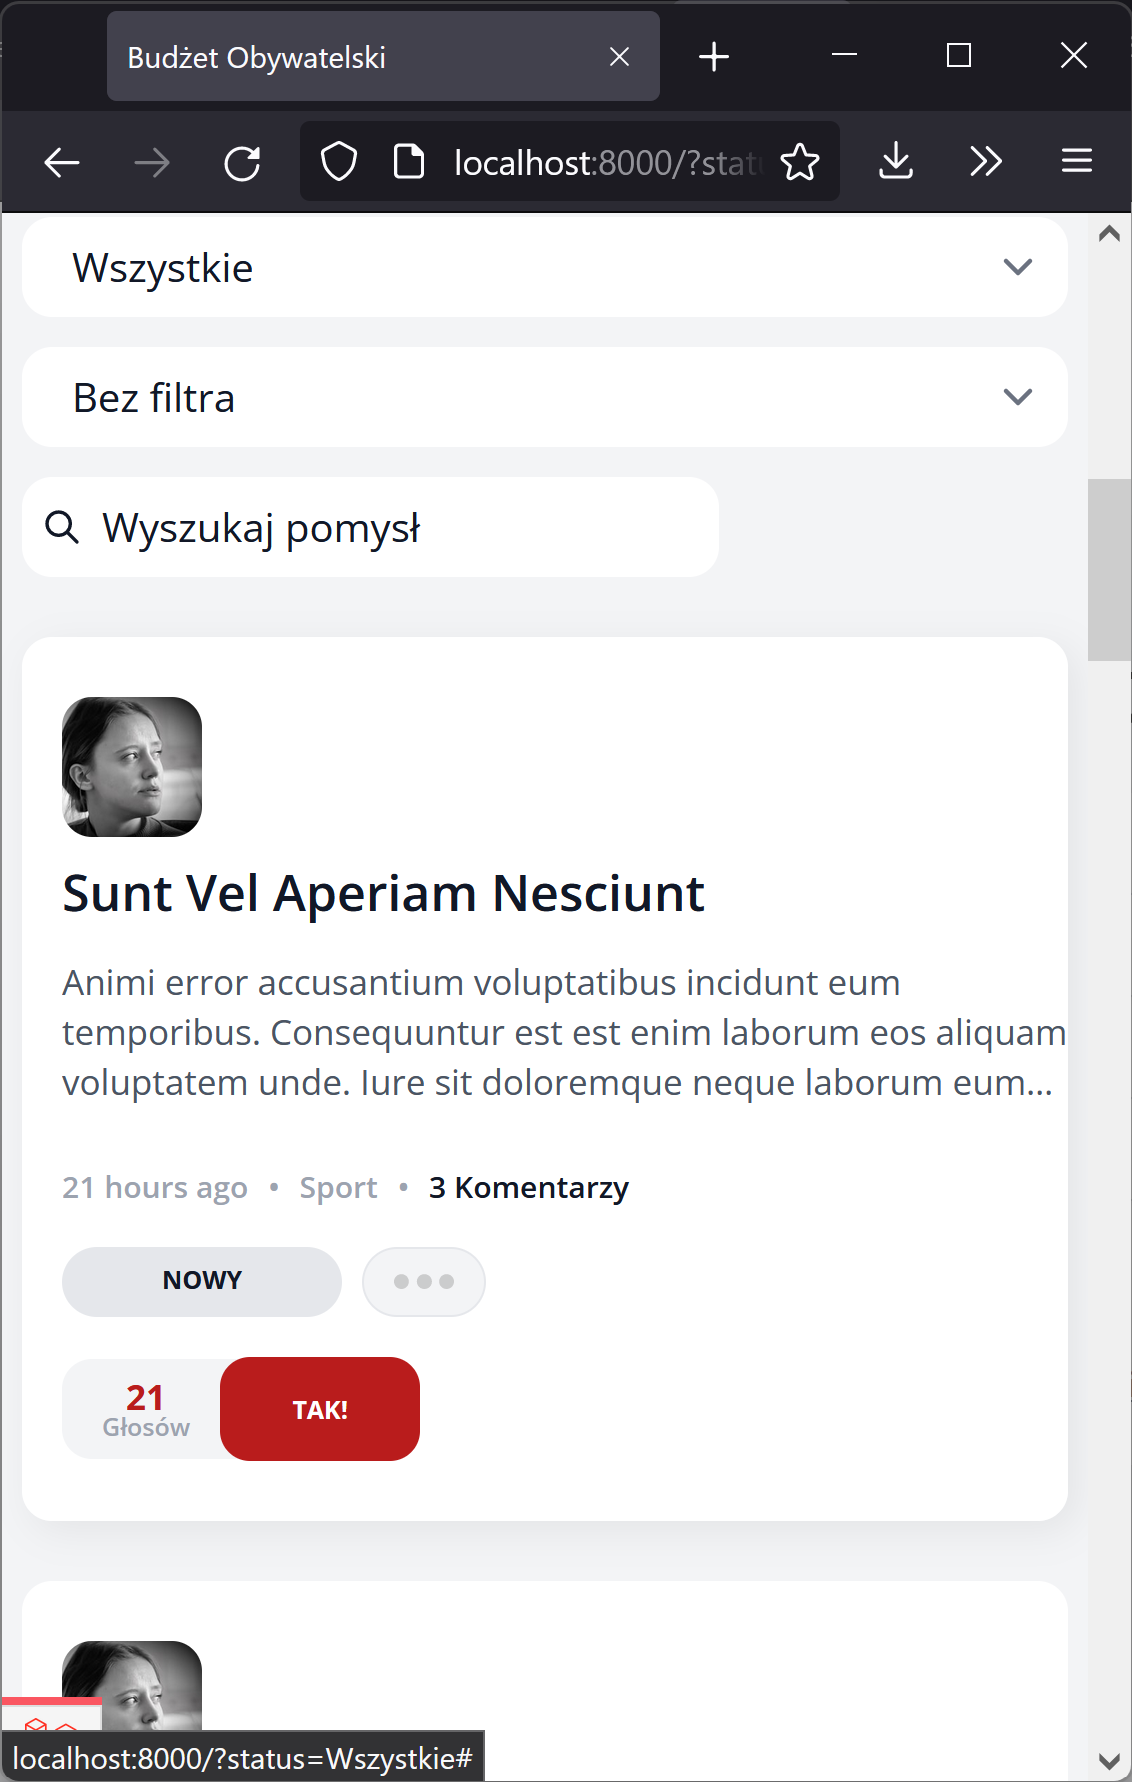 Budżet Obywatelski
localhost:8000/?statu
Wszystkie
Bez filtra
Wyszukaj pomysł
Sunt Vel Aperiam Nesciunt
Animi error accusantium voluptatibus incidunt eum
temporibus. Consequuntur est est enim laborum eos aliquam
voluptatem unde. Iure sit doloremque neque laborum eum...
21 hours ago • Sport • 3 Komentarzy
NOWY
21
Głosów
TAK!
localhost:8000/?status=Wszystkie#